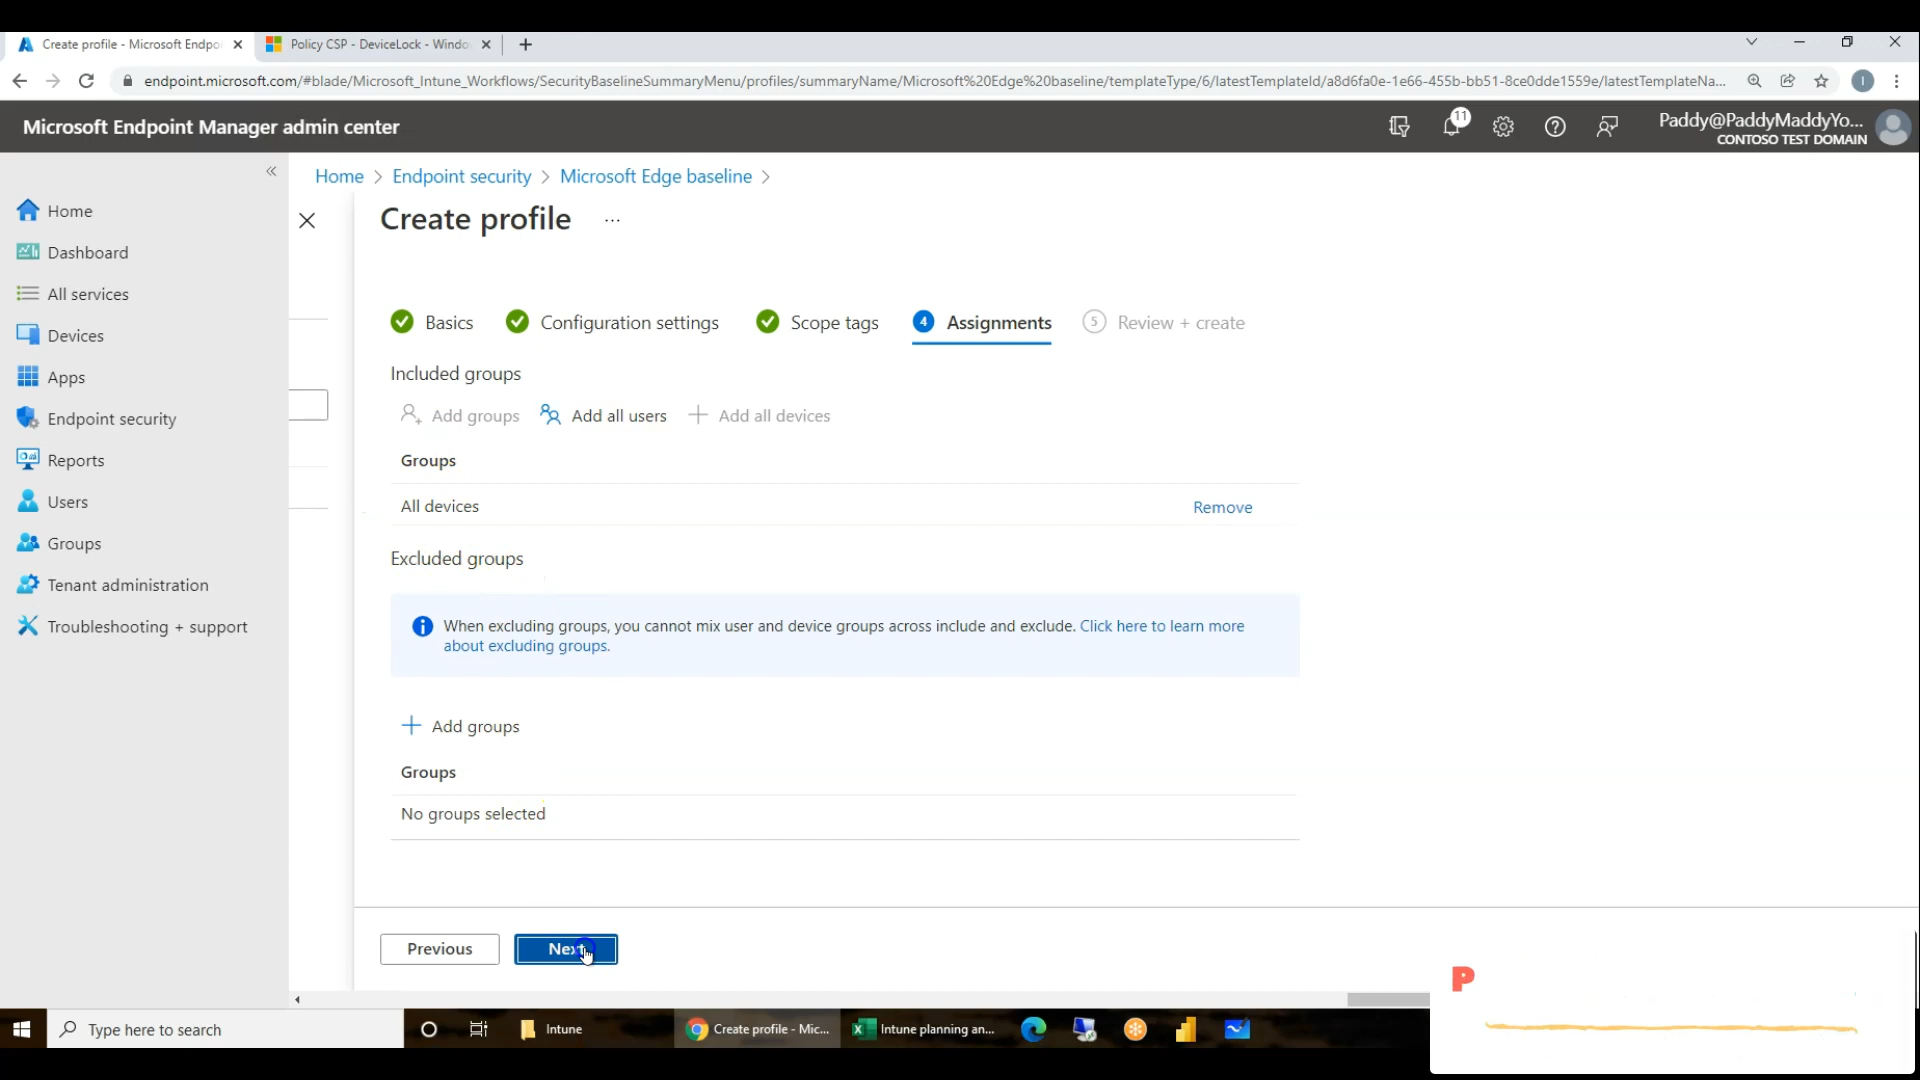 Create profile - Microsoft Endpo
Policy CSP - DeviceLock - Windo
endpoint.microsoft.com/#blade/Microsoft_Intune_Workflows/SecurityBaselineSummaryMenu/profiles/summaryName/Microsoft%20Edge%20baseline/templateType/6/latestTemplateId/a8d6fa0e-1e66-455b-bb51-8ce0dde1559e/latestTemplateNa...
I
Microsoft Endpoint Manager admin center
11
Paddy@PaddyMaddyYo...
CONTOSO TEST DOMAIN
Home
Dashboard
All services
Devices
Apps
Endpoint security
Reports
Users
Groups
Tenant administration
Troubleshooting + support
Home > Endpoint security > Microsoft Edge baseline >
Create profile ...
Basics
Configuration settings
Scope tags
4 Assignments
5 Review + create
Included groups
Add groups
Add all users
Add all devices
Groups
All devices
Remove
Excluded groups
When excluding groups, you cannot mix user and device groups across include and exclude. Click here to learn more
about excluding groups.
Add groups
Groups
No groups selected
Previous
Next
P
Type here to search
Intune
Create profile - Mic...
Intune planning an...